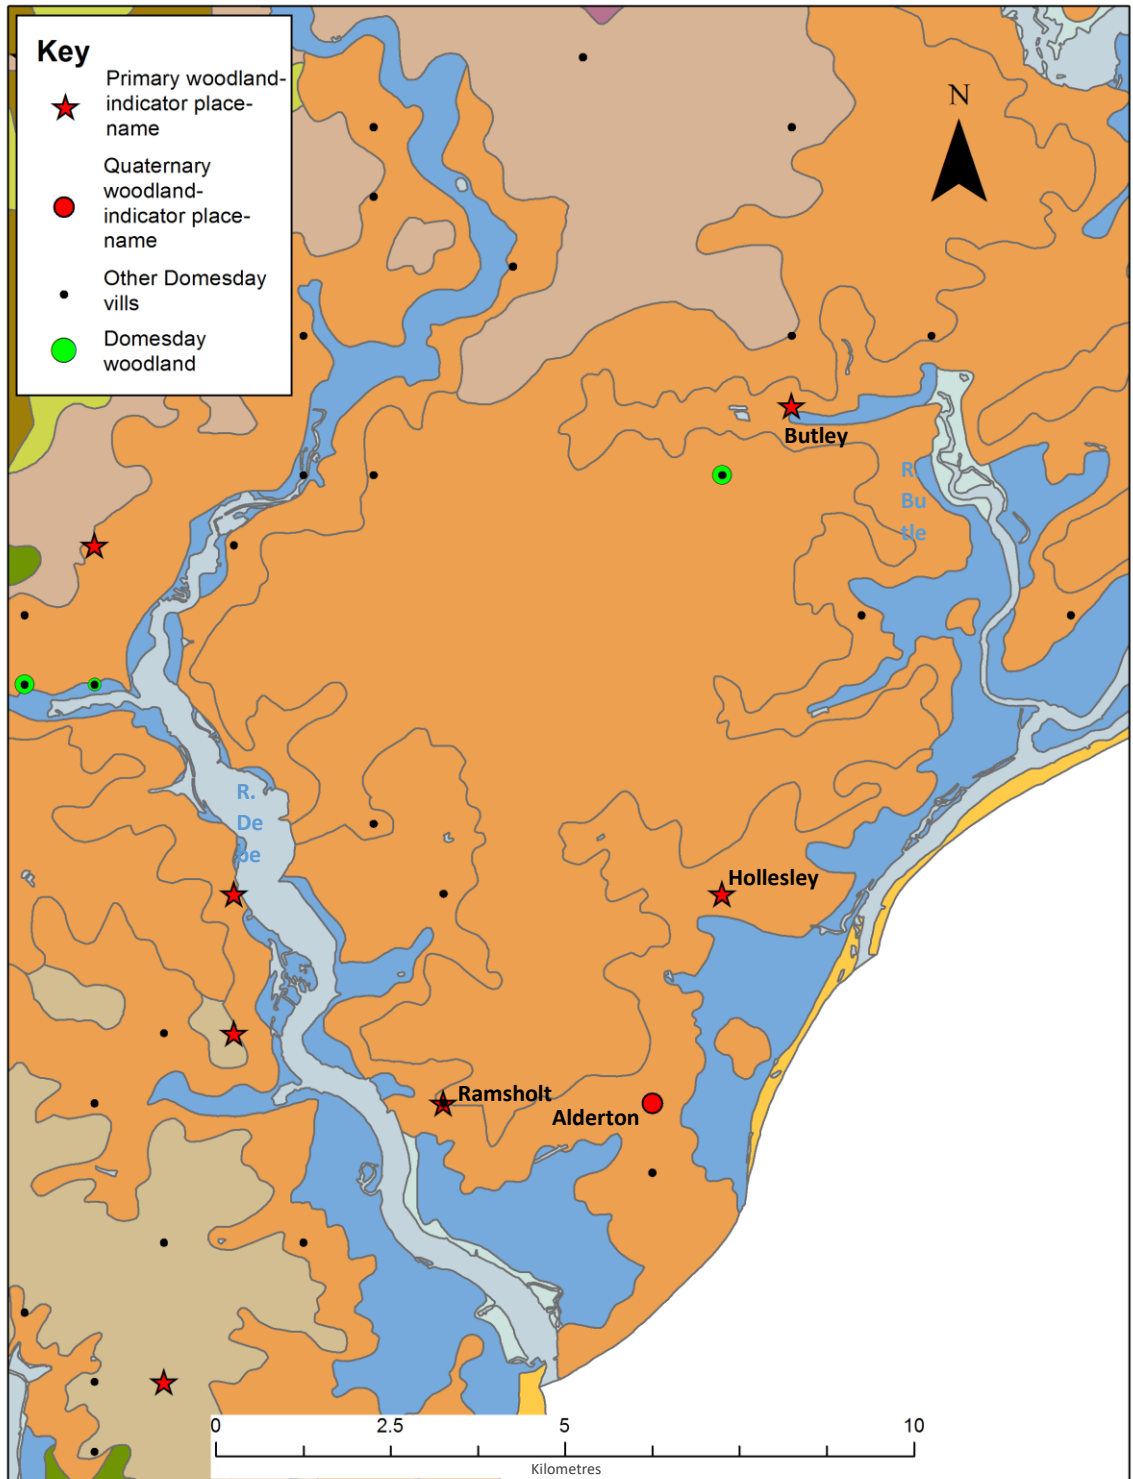 Key
Primary woodland-
indicator place-
name
Quaternary
woodland-
indicator place-
name
Other Domesday
vills
Domesday
woodland
N
Butley
R.
Bu
tle
R.
De
be
Hollesley
Ramsholt
Alderton
0 2.5 5 10
Kilometres